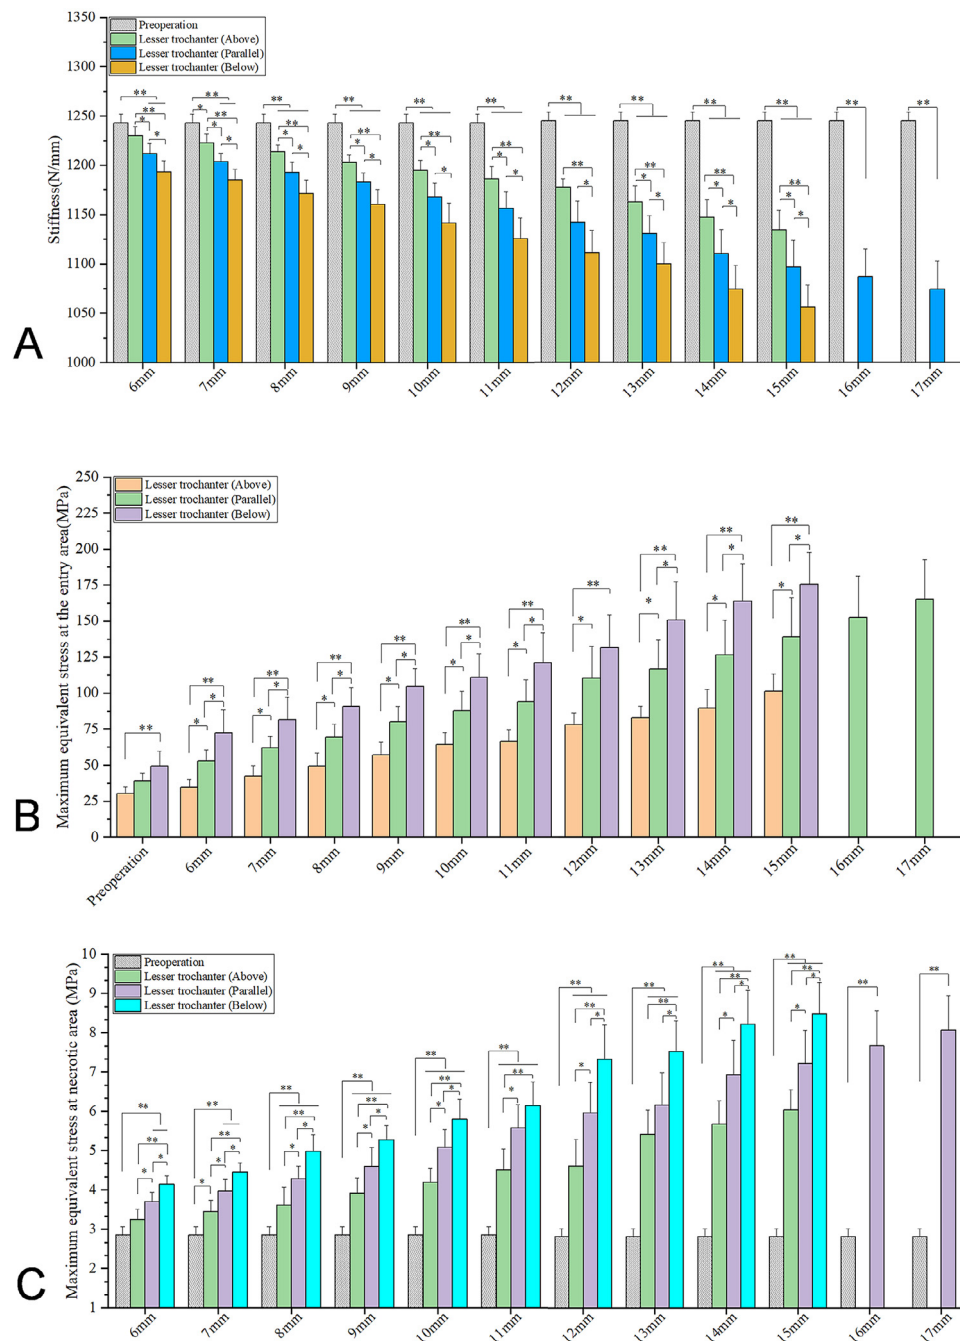 A
Stiffness(N/mm)
1350
1300
1250
1200
1150
1100
1050
1000
Preoperation
Lesser trochanter (Above)
Lesser trochanter (Parallel)
Lesser trochanter (Below)
** ** ** ** ** ** ** ** ** ** ** **
6mm 7mm 8mm 9mm 10mm 11mm 12mm 13mm 14mm 15mm 16mm 17mm
B
Maximum equivalent stress at the entry area(MPa)
250
225
200
175
150
125
100
75
50
25
0
Lesser trochanter (Above)
Lesser trochanter (Parallel)
Lesser trochanter (Below)
Preoperation 6mm 7mm 8mm 9mm 10mm 11mm 12mm 13mm 14mm 15mm 16mm 17mm
C
Maximum equivalent stress at necrotic area (MPa)
10
9
8
7
6
5
4
3
2
1
Preoperation
Lesser trochanter (Above)
Lesser trochanter (Parallel)
Lesser trochanter (Below)
6mm 7mm 8mm 9mm 10mm 11mm 12mm 13mm 14mm 15mm 16mm 17mm